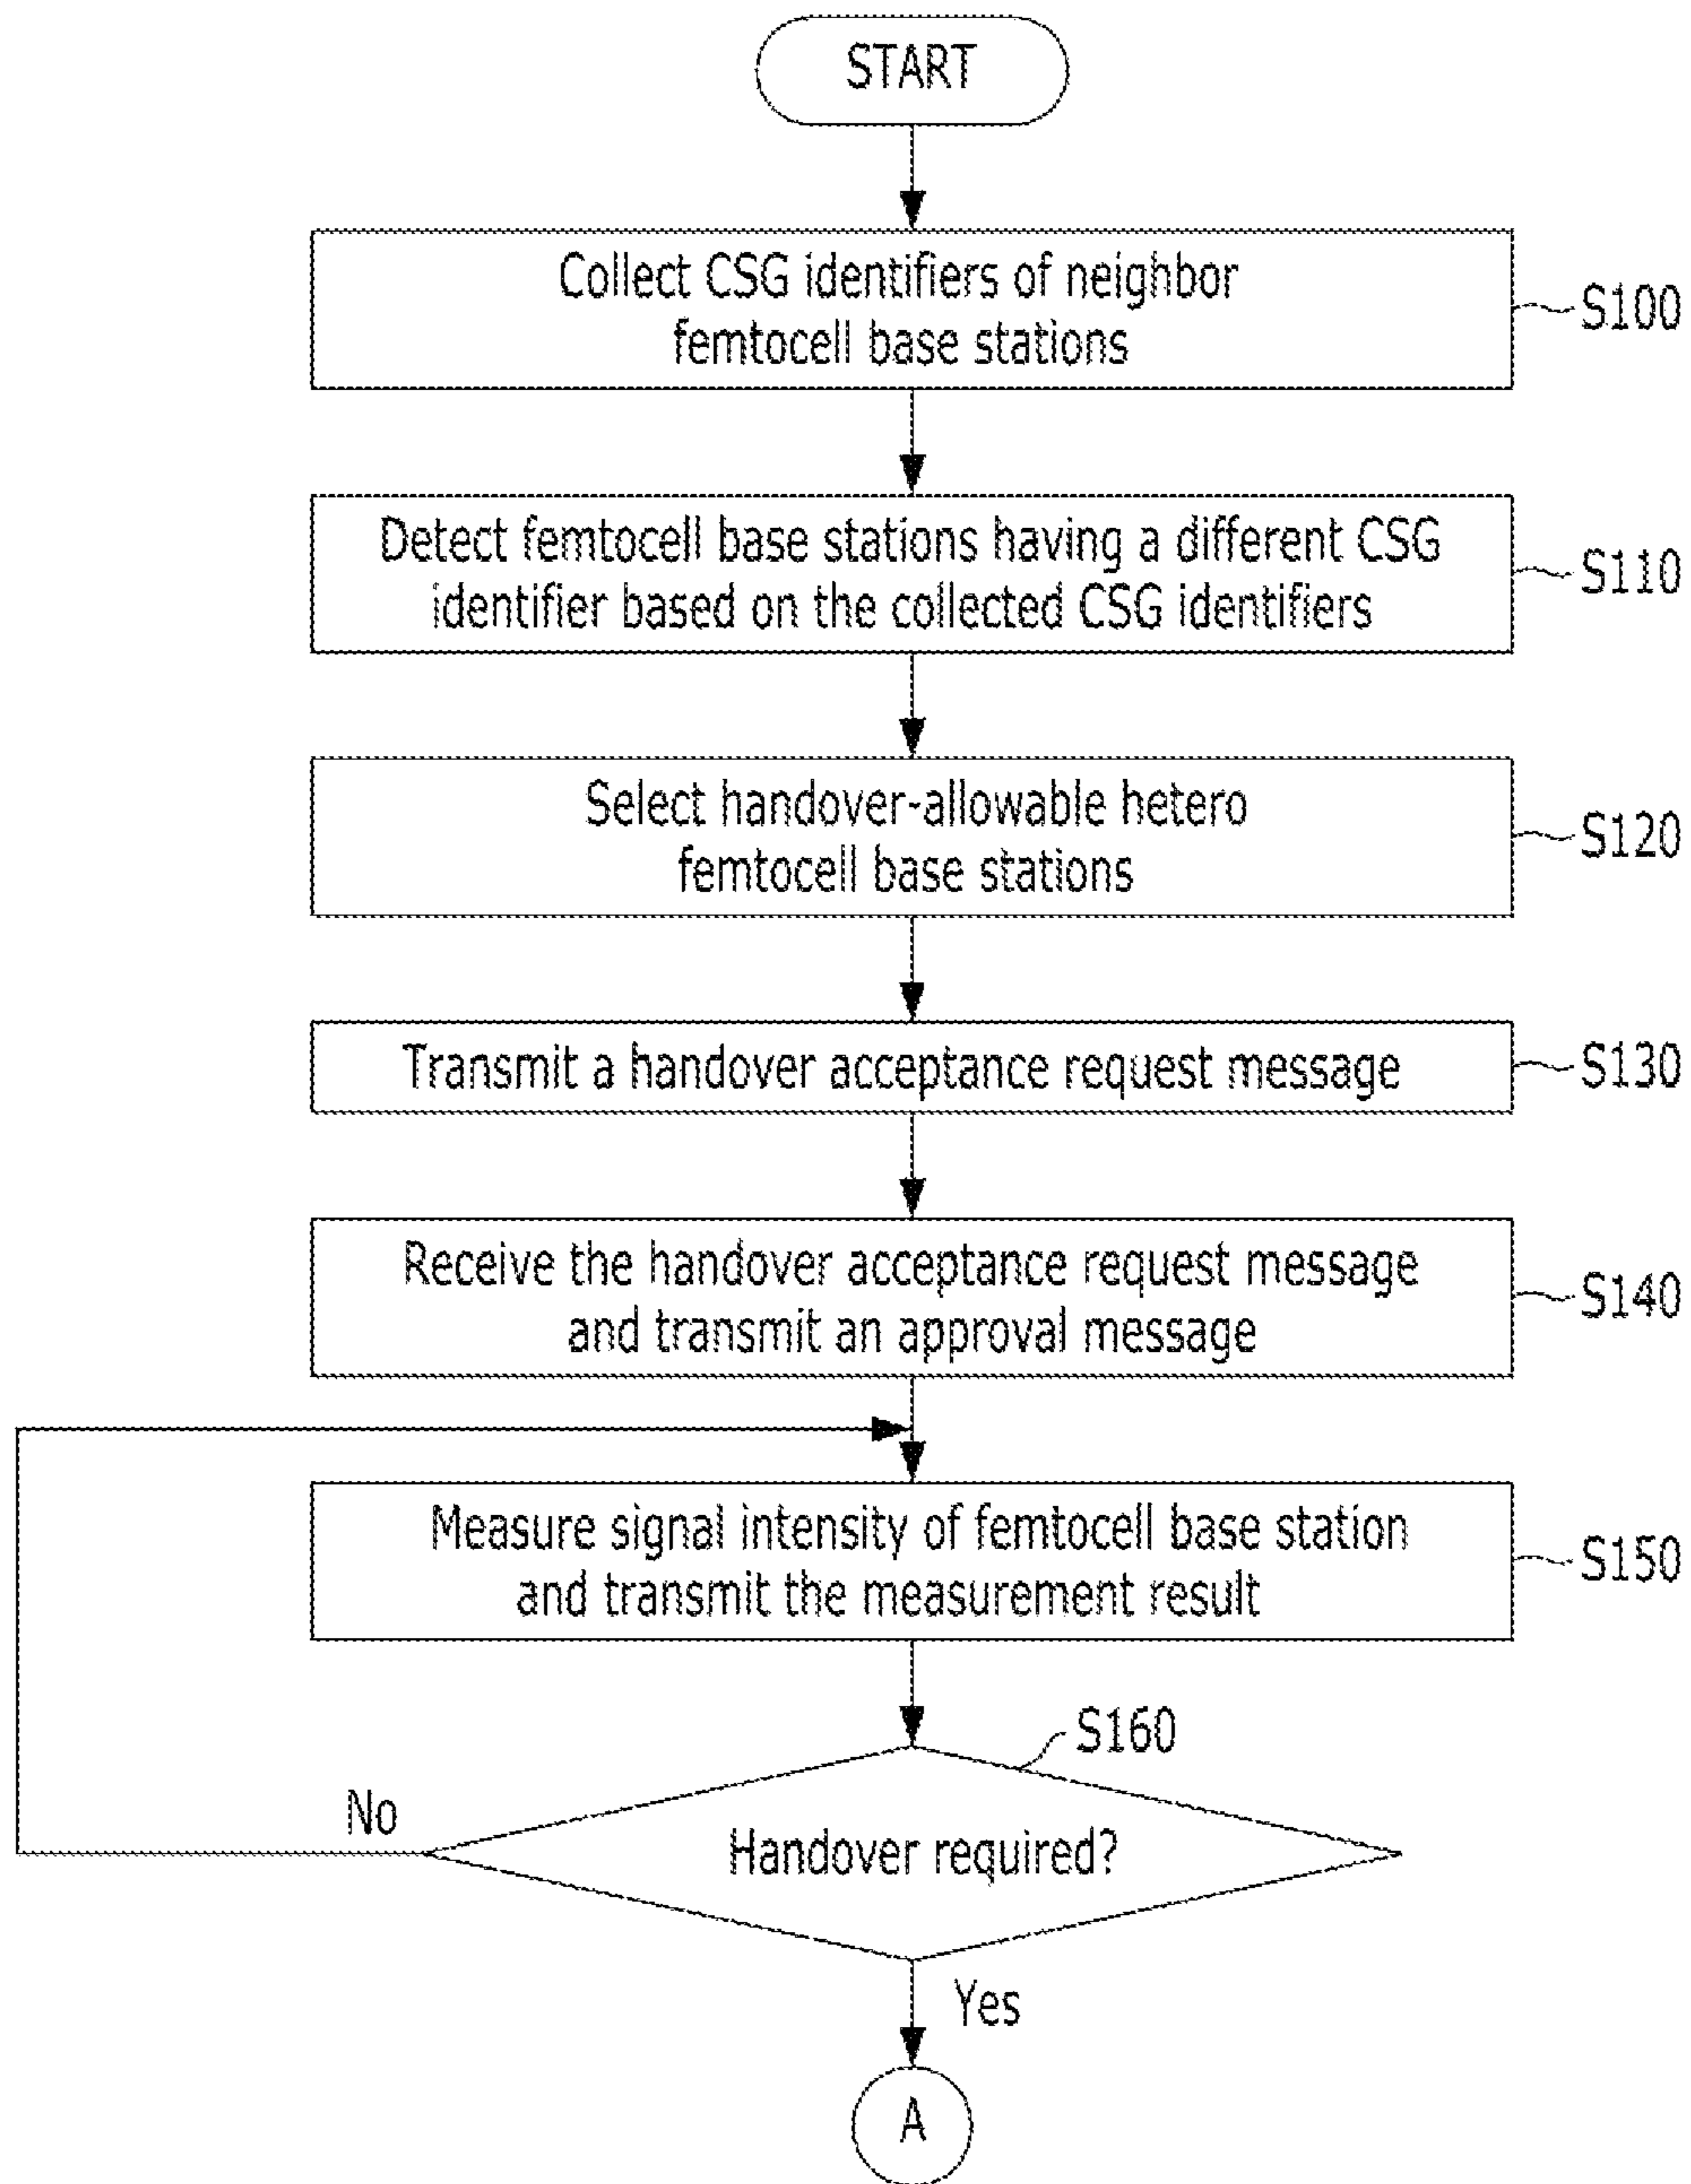 START
Collect CSG identifiers of neighbor
femtocell base stations
S100
Detect femtocell base stations having a different CSG
identifier based on the collected CSG identifiers
S110
Select handover-allowable hetero
femtocell base stations
S120
Transmit a handover acceptance request message
S130
Receive the handover acceptance request message
and transmit an approval message
S140
Measure signal intensity of femtocell base station
and transmit the measurement result
S150
S160
No
Handover required?
Yes
A